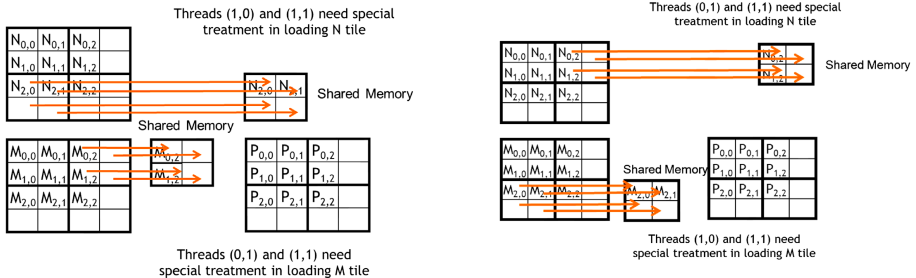 Threads (1,0) and (1,1) need special
treatment in loading N tile
N0,0 N0,1 N0,2
N1,0 N1,1 N1,2
N2,0 N2,1 N2,2
N2,0 N2,1
Shared Memory
Shared Memory
M0,0 M0,1 M0,2
M1,0 M1,1 M1,2
M2,0 M2,1 M2,2
M0,2
M1,2
P0,0 P0,1 P0,2
P1,0 P1,1 P1,2
P2,0 P2,1 P2,2
Threads (0,1) and (1,1) need
special treatment in loading M tile
Threads (0,1) and (1,1) need special
treatment in loading N tile
N0,0 N0,1 N0,2
N1,0 N1,1 N1,2
N2,0 N2,1 N2,2
N0,2
N1,2
Shared Memory
M0,0 M0,1 M0,2
M1,0 M1,1 M1,2
M2,0 M2,1 M2,2
Shared Memory
M2,0 M2,1
P0,0 P0,1 P0,2
P1,0 P1,1 P1,2
P2,0 P2,1 P2,2
Threads (1,0) and (1,1) need
special treatment in loading M tile